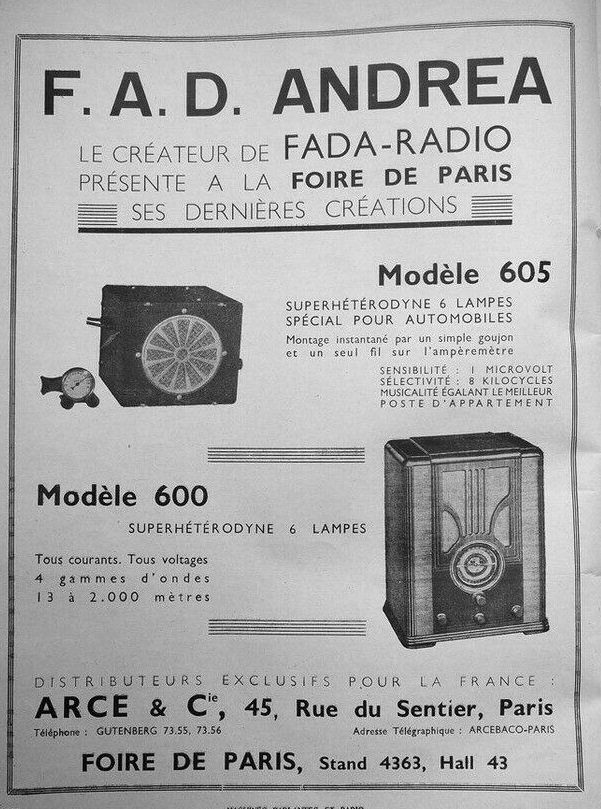 F. A. D. ANDREA
LE CRÉATEUR DE FADA-RADIO
PRÉSENTE A LA FOIRE DE PARIS
SES DERNIÈRES CRÉATIONS
Modèle 605
SUPERHÉTÉRODYNE 6 LAMPES
SPÉCIAL POUR AUTOMOBILES
Montage instantané par un simple goujon
et un seul fil sur l'ampèremètre
SENSIBILITÉ : 1 MICROVOLT
SÉLECTIVITÉ : 8 KILOCYCLES
MUSICALITÉ ÉGALANT LE MEILLEUR
POSTE D'APPARTEMENT
Modèle 600
SUPERHÉTÉRODYNE 6 LAMPES
Tous courants. Tous voltages
4 gammes d'ondes
13 à 2.000 mètres
DISTRIBUTEURS EXCLUSIFS POUR LA FRANCE :
ARCE & Cie, 45, Rue du Sentier, Paris
Téléphone : GUTENBERG 73.55, 73.56 Adresse Télégraphique : ARCEBACO-PARIS
FOIRE DE PARIS, Stand 4363, Hall 43
MACHINES PARLANTES ET RADIO